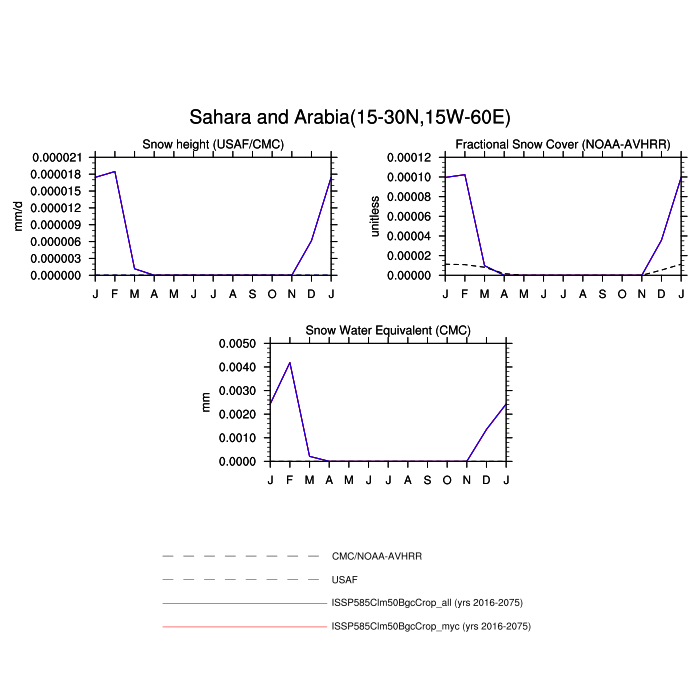 Sahara and Arabia(15-30N,15W-60E)
Snow height (USAF/CMC)
mm/d
0.000021
0.000018
0.000015
0.000012
0.000009
0.000006
0.000003
0.000000
J F M A M J J A S O N D J
Fractional Snow Cover (NOAA-AVHRR)
unitless
0.00012
0.00010
0.00008
0.00006
0.00004
0.00002
0.00000
J F M A M J J A S O N D J
Snow Water Equivalent (CMC)
mm
0.0050
0.0040
0.0030
0.0020
0.0010
0.0000
J F M A M J J A S O N D J
CMC/NOAA-AVHRR
USAF
ISSP585Clm50BgcCrop_all (yrs 2016-2075)
ISSP585Clm50BgcCrop_myc (yrs 2016-2075)